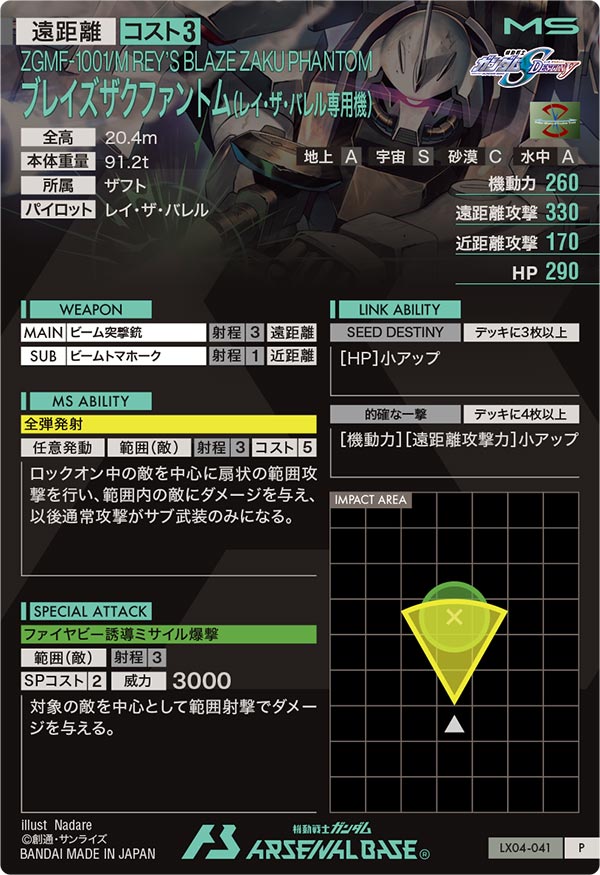 遠距離 コスト3 MS
ZGMF-1001/M REY'S BLAZE ZAKU PHANTOM
機動戦士 ガンダム SEED DESTINY
ブレイズザクファントム(レイ・ザ・バレル専用機)
全高 20.4m
本体重量 91.2t
所属 ザフト
パイロット レイ・ザ・バレル
地上 A 宇宙 S 砂漠 C 水中 A
機動力 260
遠距離攻撃 330
近距離攻撃 170
HP 290
WEAPON
MAIN ビーム突撃銃 射程 3 遠距離
SUB ビームトマホーク 射程 1 近距離
MS ABILITY
全弾発射
任意発動 範囲(敵) 射程 3 コスト 5
ロックオン中の敵を中心に扇状の範囲攻
撃を行い、範囲内の敵にダメージを与え、
以後通常攻撃がサブ武装のみになる。
SPECIAL ATTACK
ファイヤビー誘導ミサイル爆撃
範囲(敵) 射程 3
SPコスト 2 威力 3000
対象の敵を中心として範囲射撃でダメー
ジを与える。
LINK ABILITY
SEED DESTINY デッキに3枚以上
[HP]小アップ
的確な一撃 デッキに4枚以上
[機動力][遠距離攻撃力]小アップ
IMPACT AREA
illust Nadare
©創通・サンライズ
BANDAI MADE IN JAPAN
機動戦士ガンダム
ARSENAL BASE ®
LX04-041 P